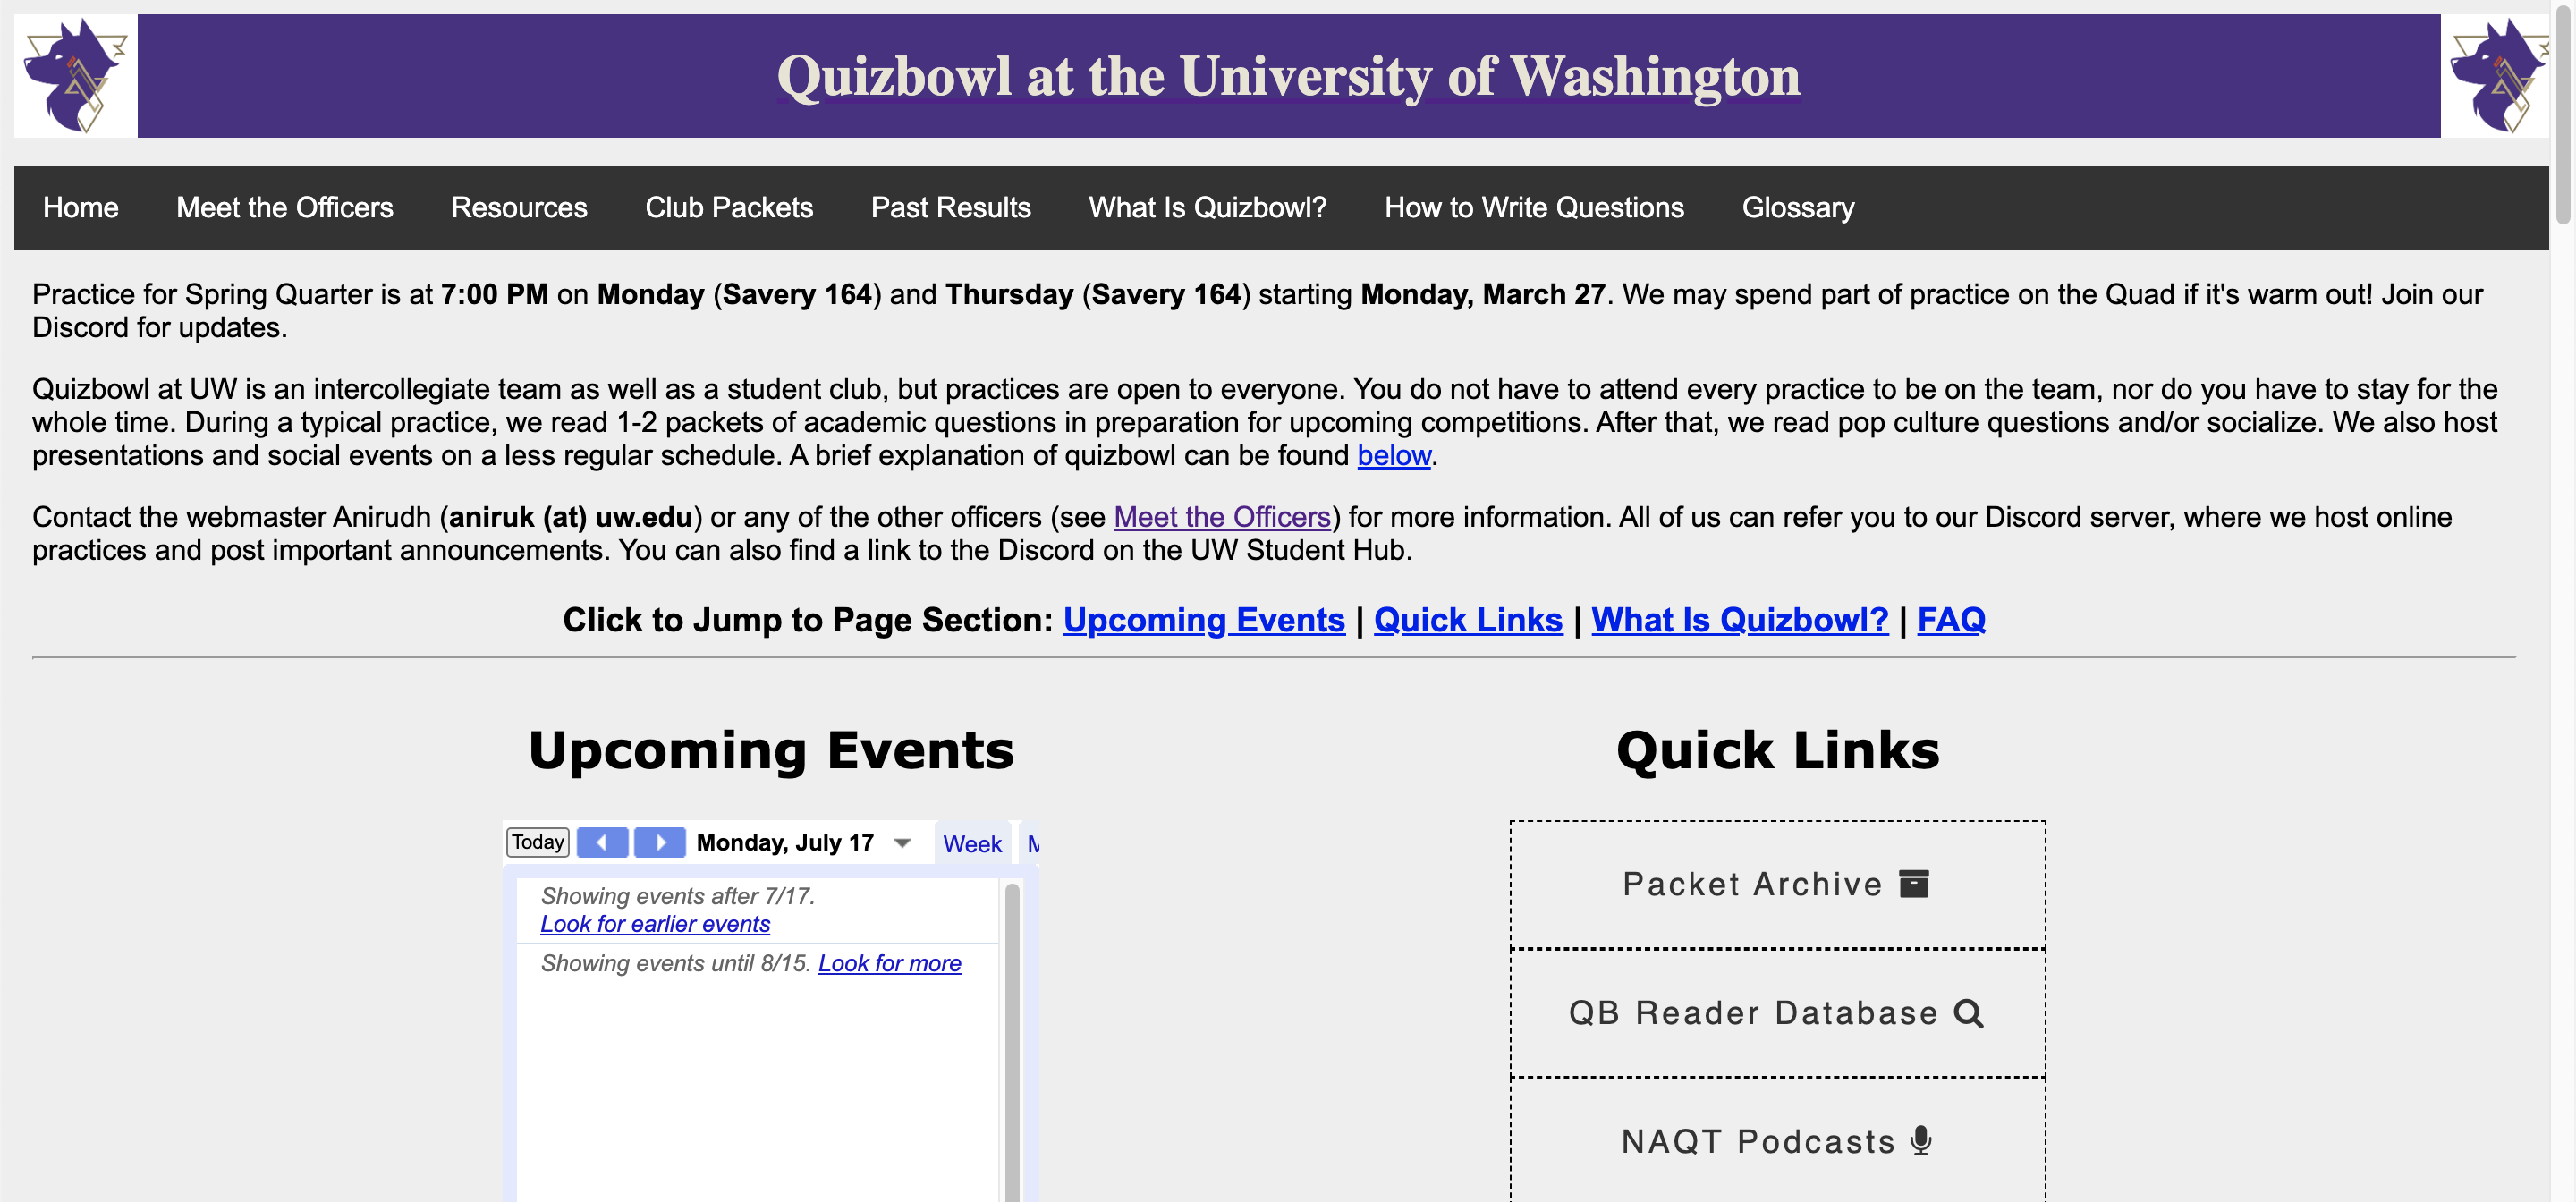 Quizbowl at the University of Washington
Home Meet the Officers Resources Club Packets Past Results What Is Quizbowl? How to Write Questions Glossary
Practice for Spring Quarter is at 7:00 PM on Monday (Savery 164) and Thursday (Savery 164) starting Monday, March 27. We may spend part of practice on the Quad if it's warm out! Join our
Discord for updates.
Quizbowl at UW is an intercollegiate team as well as a student club, but practices are open to everyone. You do not have to attend every practice to be on the team, nor do you have to stay for the
whole time. During a typical practice, we read 1-2 packets of academic questions in preparation for upcoming competitions. After that, we read pop culture questions and/or socialize. We also host
presentations and social events on a less regular schedule. A brief explanation of quizbowl can be found below.
Contact the webmaster Anirudh (aniruk (at) uw.edu) or any of the other officers (see Meet the Officers) for more information. All of us can refer you to our Discord server, where we host online
practices and post important announcements. You can also find a link to the Discord on the UW Student Hub.
Click to Jump to Page Section: Upcoming Events | Quick Links | What Is Quizbowl? | FAQ
Upcoming Events
Today Monday, July 17 Week
Showing events after 7/17.
Look for earlier events
Showing events until 8/15. Look for more
Quick Links
Packet Archive
QB Reader Database
NAQT Podcasts